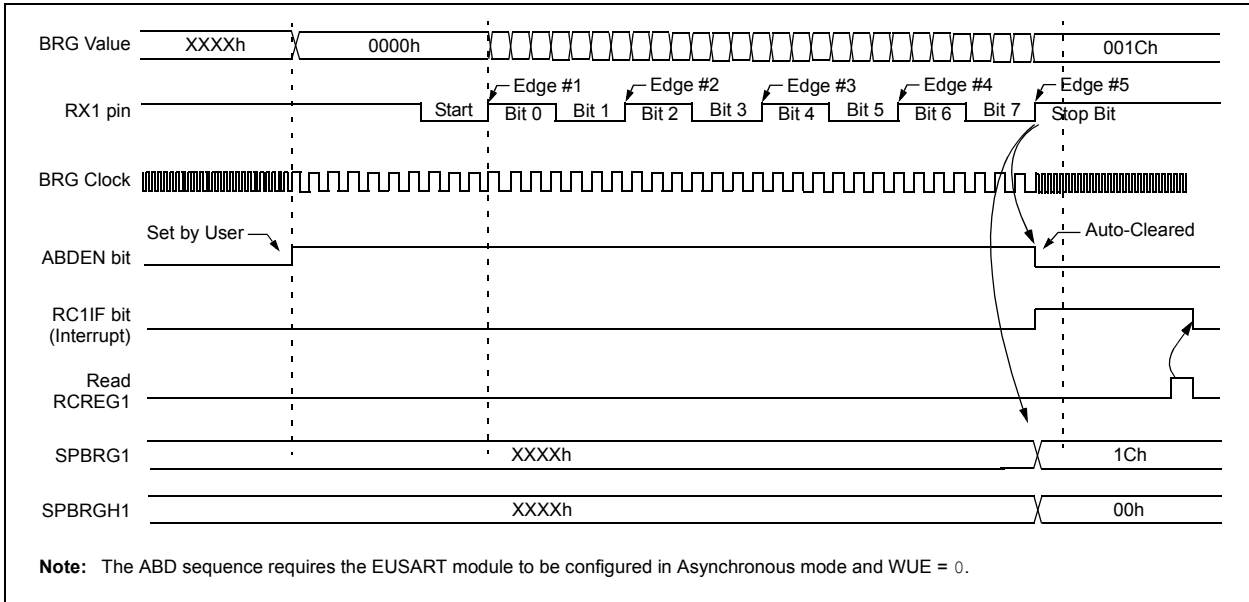 BRG Value XXXXh 0000h 001Ch
Edge #1 Edge #2 Edge #3 Edge #4 Edge #5
RX1 pin Start Bit 0 Bit 1 Bit 2 Bit 3 Bit 4 Bit 5 Bit 6 Bit 7 Stop Bit
BRG Clock
Set by User Auto-Cleared
ABDEN bit
RC1IF bit
(Interrupt)
Read
RCREG1
SPBRG1 XXXXh 1Ch
SPBRGH1 XXXXh 00h
Note: The ABD sequence requires the EUSART module to be configured in Asynchronous mode and WUE = 0.